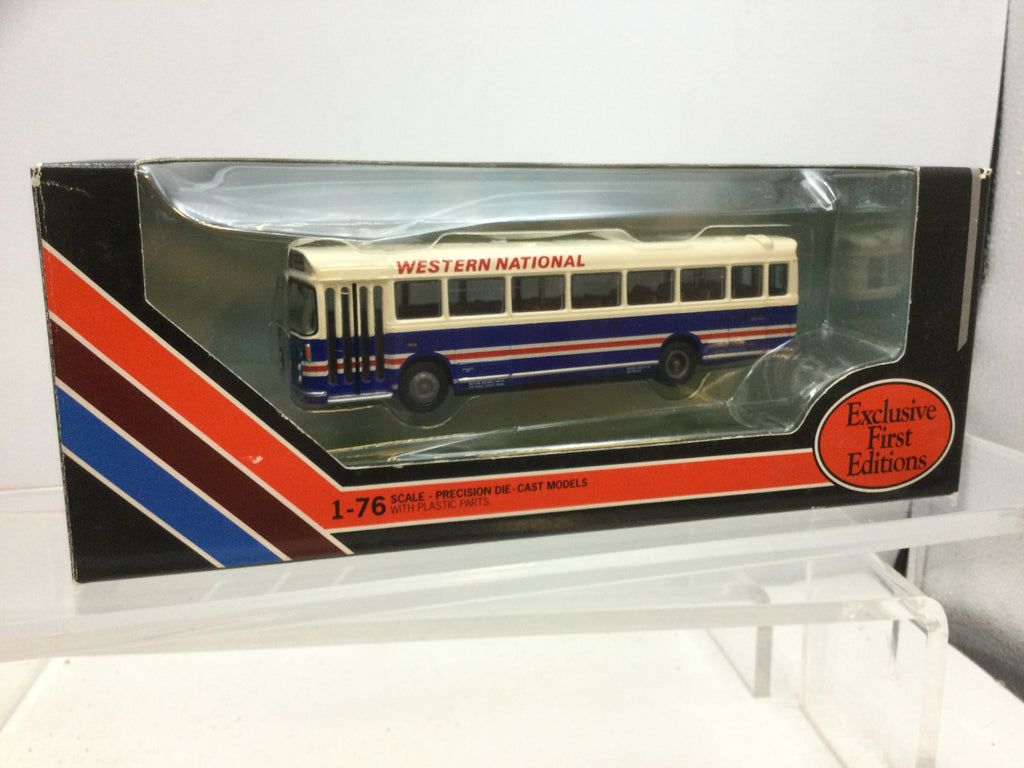 WESTERN NATIONAL
Exclusive
First
Editions
1-76 SCALE - PRECISION DIE-CAST MODELS
WITH PLASTIC PARTS.